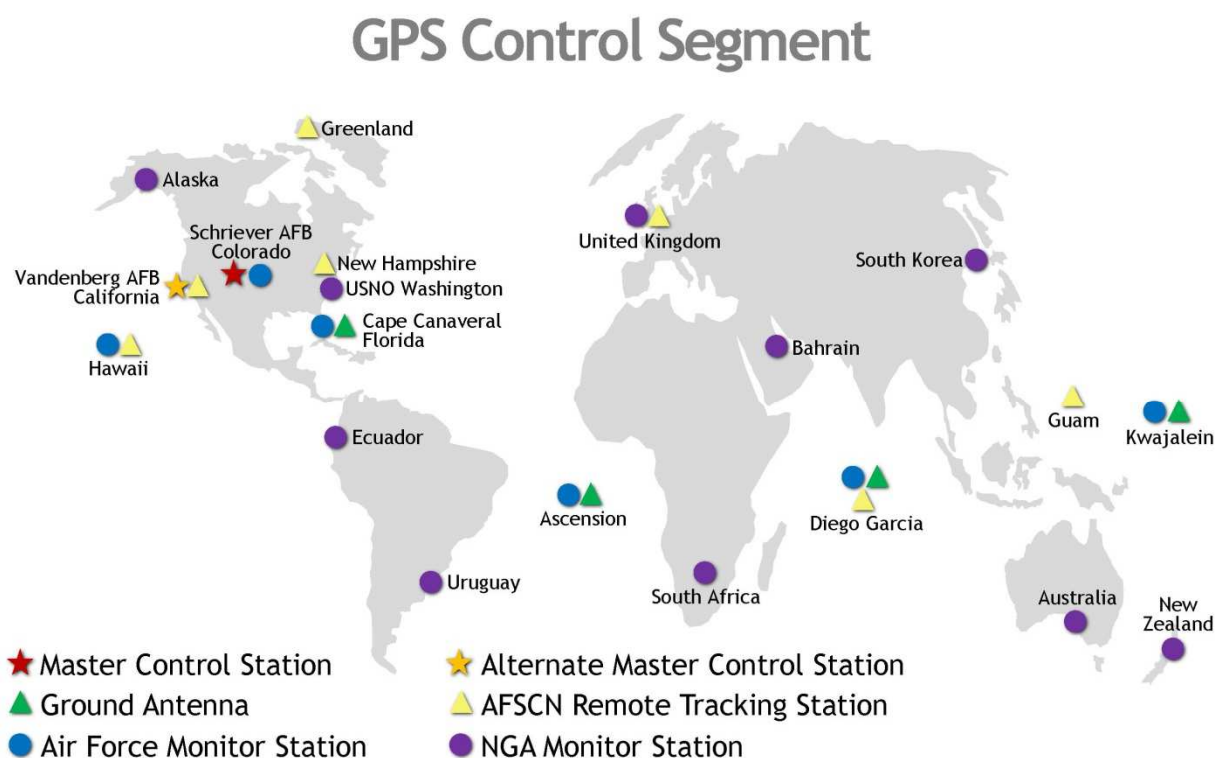 GPS Control Segment
Greenland
Alaska
Schriever AFB
Colorado
Vandenberg AFB
California
New Hampshire
USNO Washington
Cape Canaveral
Florida
Hawaii
United Kingdom
South Korea
Bahrain
Guam
Kwajalein
Ecuador
Ascension
Diego Garcia
Uruguay
South Africa
Australia
New
Zealand
Master Control Station
Alternate Master Control Station
Ground Antenna
AFSCN Remote Tracking Station
Air Force Monitor Station
NGA Monitor Station